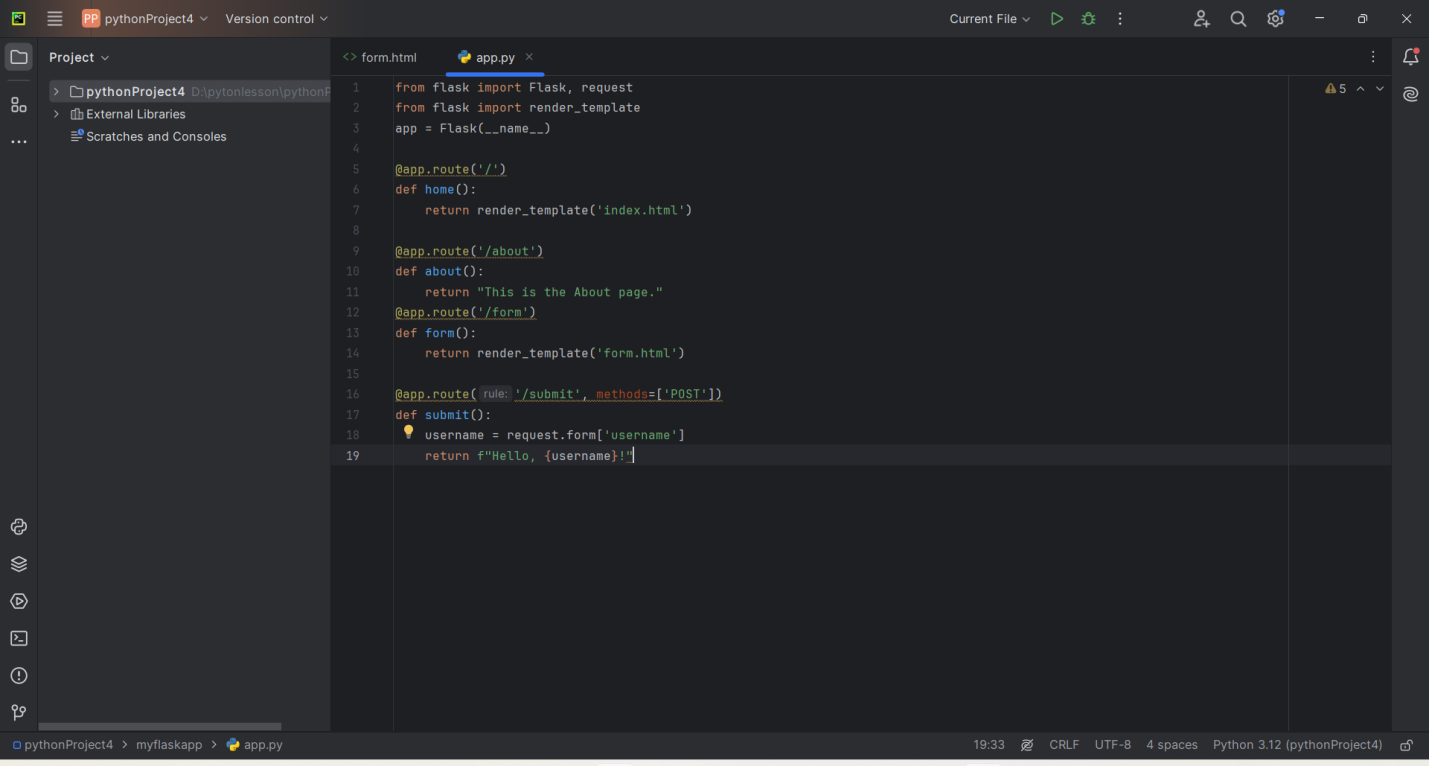 PP pythonProject4 Version control Current File
Project
form.html app.py
pythonProject4 D:\pytonlesson\pythonP
External Libraries
Scratches and Consoles
5
1 from flask import Flask, request
2 from flask import render_template
3 app = Flask(__name__)
4
5 @app.route('/')
6 def home():
7 return render_template('index.html')
8
9 @app.route('/about')
10 def about():
11 return "This is the About page."
12 @app.route('/form')
13 def form():
14 return render_template('form.html')
15
16 @app.route( rule: '/submit', methods=['POST'])
17 def submit():
18 username = request.form['username']
19 return f"Hello, {username}!"
pythonProject4 > myflaskapp > app.py 19:33 CRLF UTF-8 4 spaces Python 3.12 (pythonProject4)